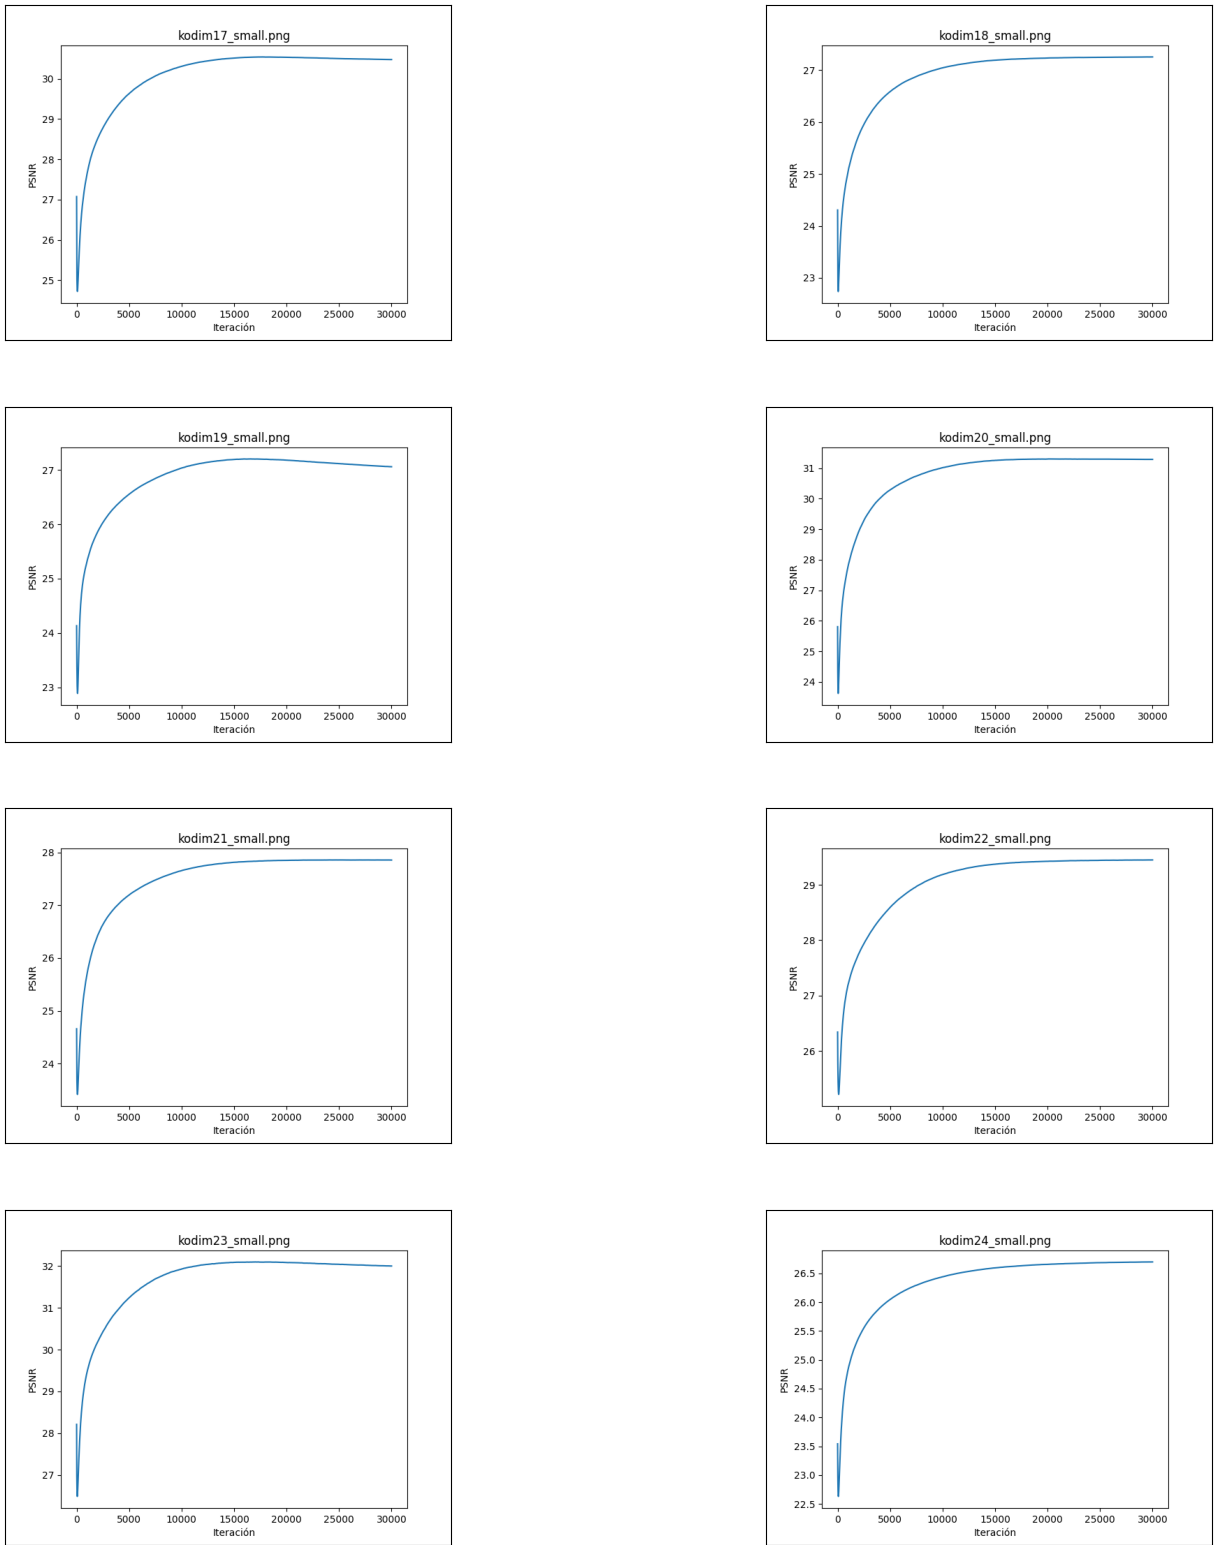 kodim17_small.png
30
29
28
27
26
25
PSNR
0 5000 10000 15000 20000 25000 30000
Iteración
kodim18_small.png
27
26
25
24
23
PSNR
0 5000 10000 15000 20000 25000 30000
Iteración
kodim19_small.png
27
26
25
24
23
PSNR
0 5000 10000 15000 20000 25000 30000
Iteración
kodim20_small.png
31
30
29
28
27
26
25
24
PSNR
0 5000 10000 15000 20000 25000 30000
Iteración
kodim21_small.png
28
27
26
25
24
PSNR
0 5000 10000 15000 20000 25000 30000
Iteración
kodim22_small.png
29
28
27
26
PSNR
0 5000 10000 15000 20000 25000 30000
Iteración
kodim23_small.png
32
31
30
29
28
27
PSNR
0 5000 10000 15000 20000 25000 30000
Iteración
kodim24_small.png
26.5
26.0
25.5
25.0
24.5
24.0
23.5
23.0
22.5
PSNR
0 5000 10000 15000 20000 25000 30000
Iteración